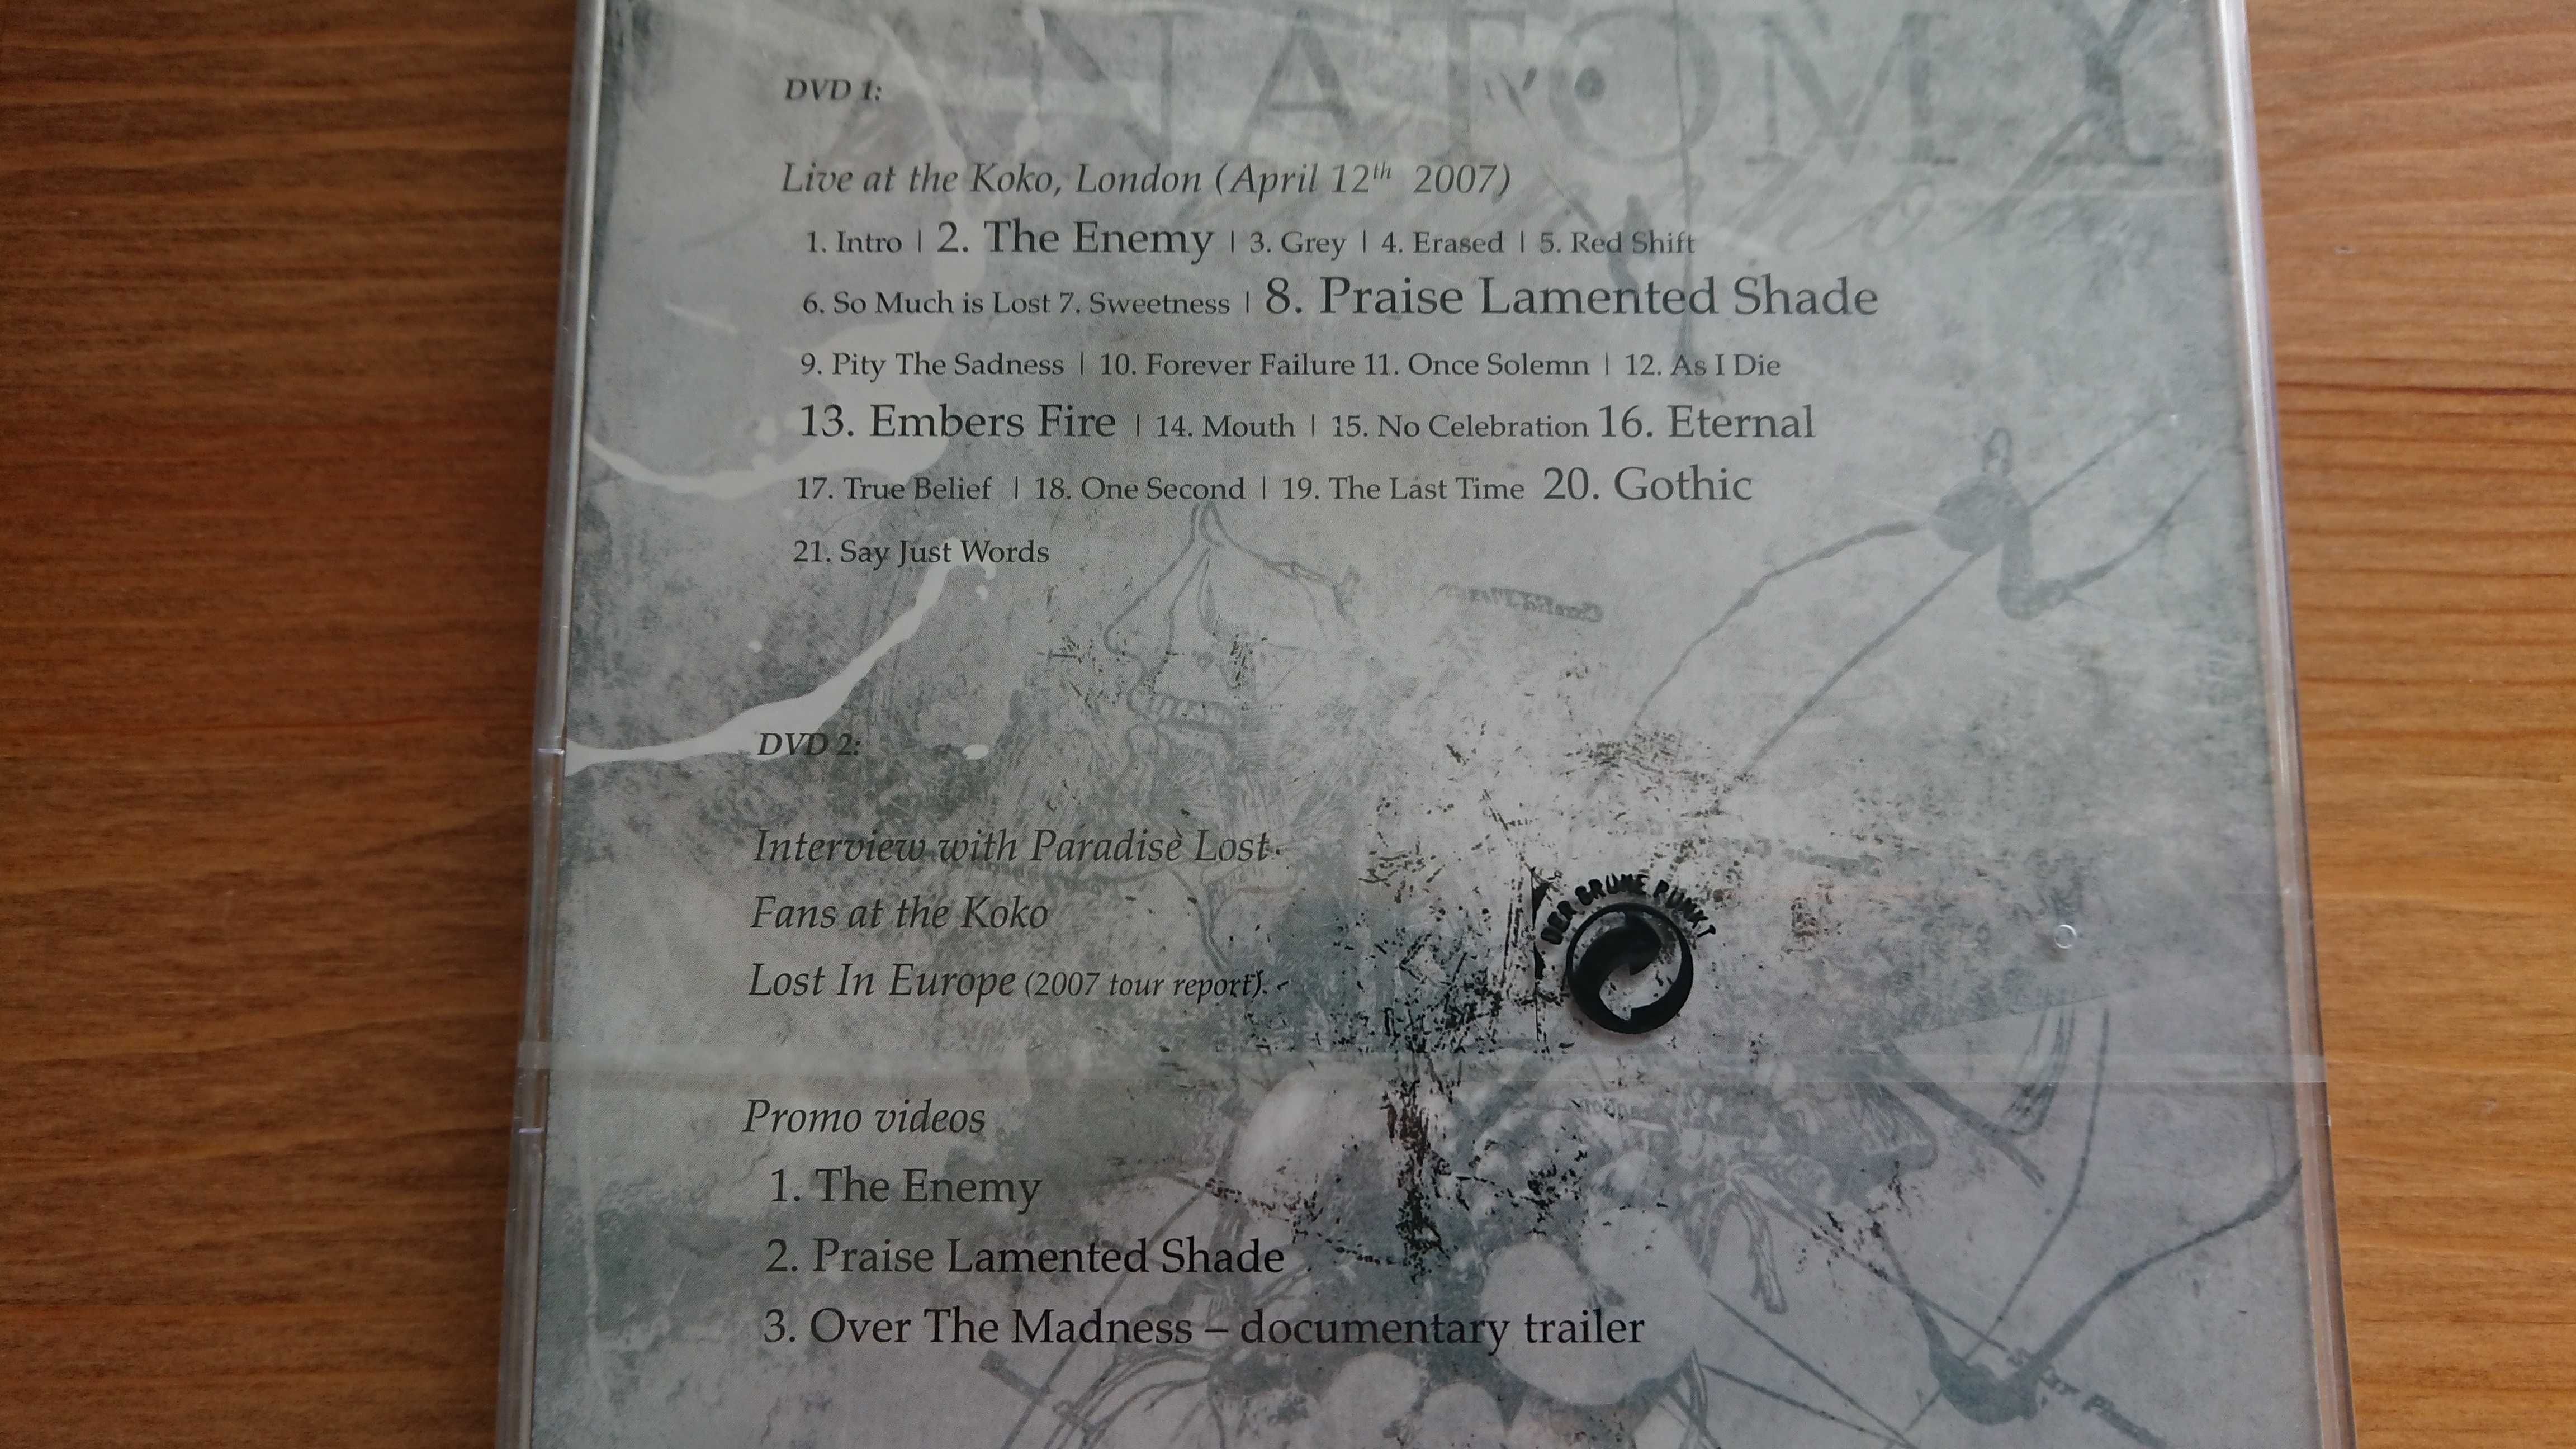 NATOMY
DVD 1:
Live at the Koko, London (April 12th 2007)
1. Intro | 2. The Enemy | 3. Grey | 4. Erased | 5. Red Shift
6. So Much is Lost 7. Sweetness | 8. Praise Lamented Shade
9. Pity The Sadness | 10. Forever Failure 11. Once Solemn | 12. As I Die
13. Embers Fire | 14. Mouth | 15. No Celebration 16. Eternal
17. True Belief | 18. One Second | 19. The Last Time 20. Gothic
21. Say Just Words
DVD 2:
Interview with Paradise Lost
Fans at the Koko
Lost In Europe (2007 tour report).
DER GRÜNE PUNKT
Promo videos
1. The Enemy
2. Praise Lamented Shade
3. Over The Madness – documentary trailer